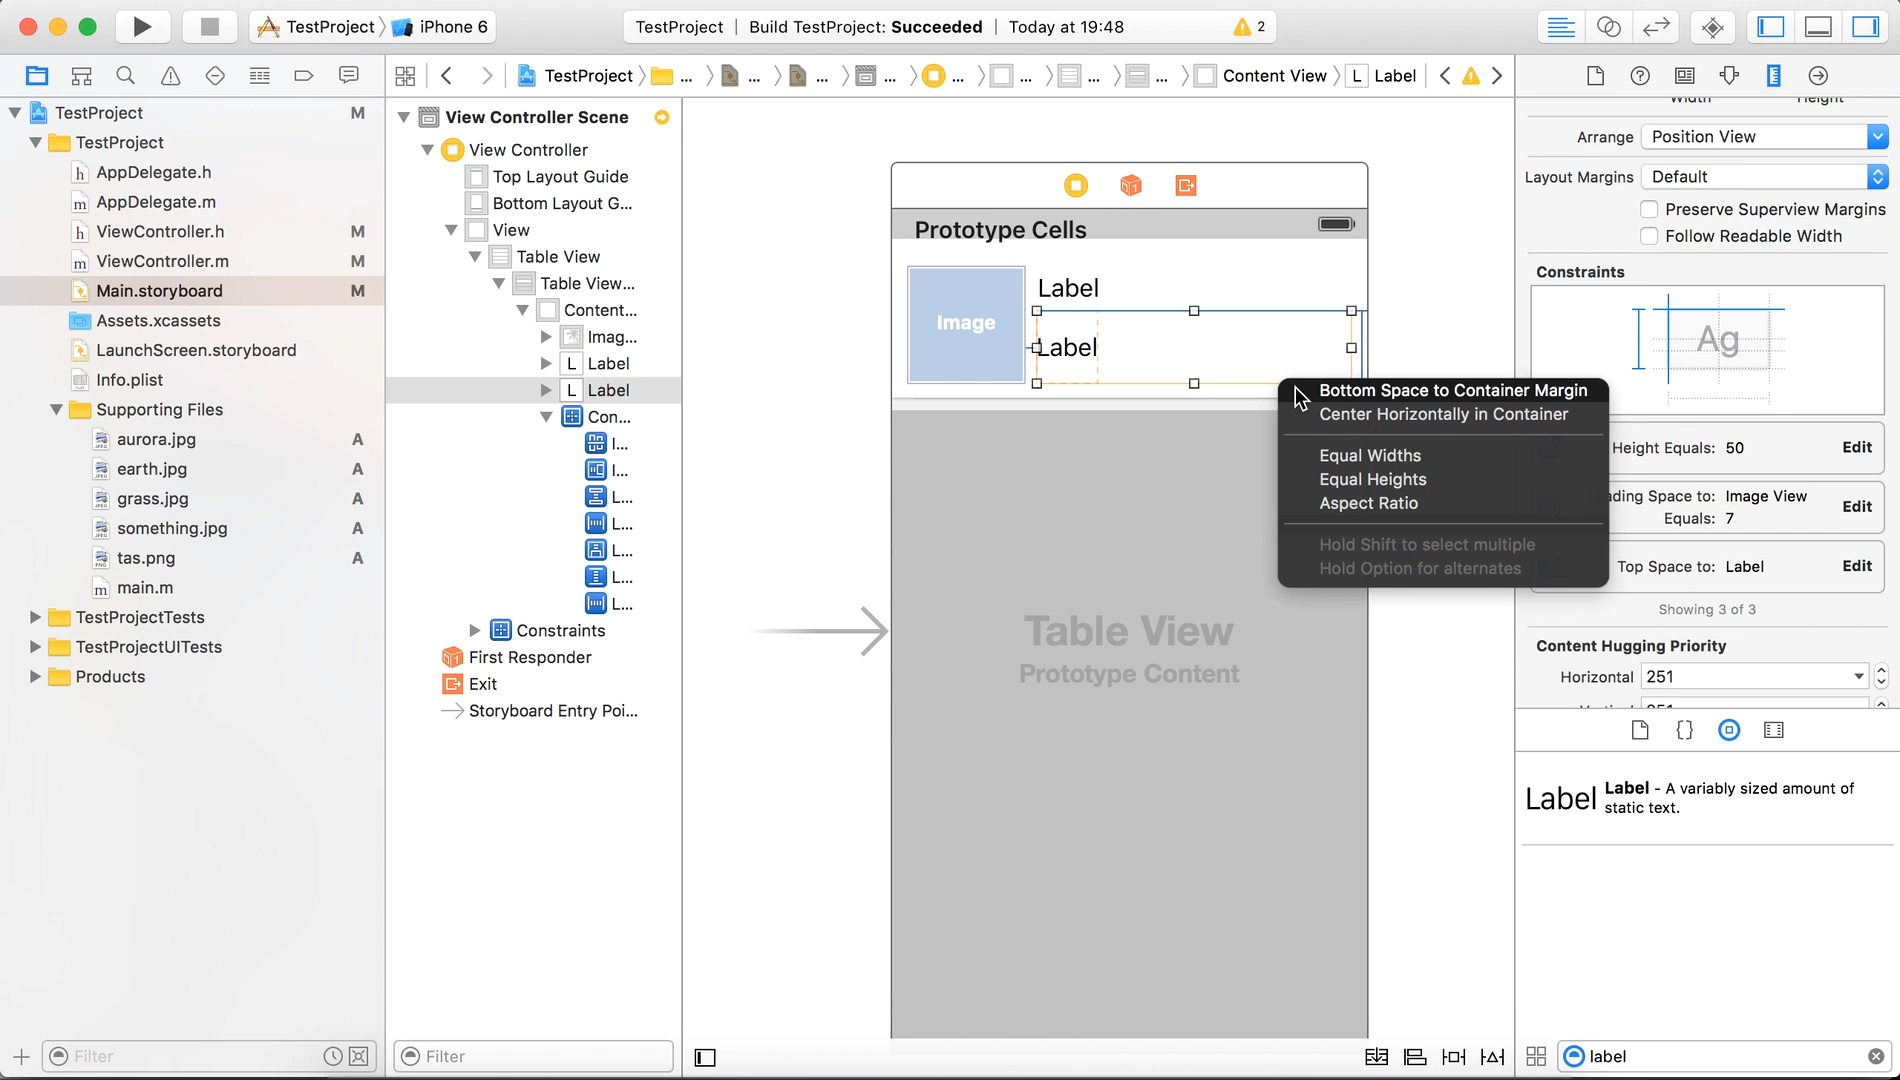 TestProject iPhone 6 TestProject | Build TestProject: Succeeded | Today at 19:48 2
TestProject ... ... ... ... ... ... ... ... Content View L Label
Width Height
TestProject M
TestProject
AppDelegate.h
AppDelegate.m
ViewController.h M
ViewController.m M
Main.storyboard M
Assets.xcassets
LaunchScreen.storyboard
Info.plist
Supporting Files
aurora.jpg A
earth.jpg A
grass.jpg A
something.jpg A
tas.png A
main.m
TestProjectTests
TestProjectUITests
Products
Filter
View Controller Scene
View Controller
Top Layout Guide
Bottom Layout G...
View
Table View
Table View...
Content...
Imag...
L Label
L Label
Con...
I...
I...
L...
L...
L...
L...
L...
Constraints
First Responder
Exit
Storyboard Entry Poi...
Filter
Prototype Cells
Image
Label
Label
Table View
Prototype Content
Bottom Space to Container Margin
Center Horizontally in Container
Equal Widths
Equal Heights
Aspect Ratio
Hold Shift to select multiple
Hold Option for alternates
Arrange Position View
Layout Margins Default
Preserve Superview Margins
Follow Readable Width
Constraints
Ag
Height Equals: 50 Edit
ding Space to: Image View
Equals: 7 Edit
Top Space to: Label Edit
Showing 3 of 3
Content Hugging Priority
Horizontal 251
Label Label - A variably sized amount of
static text.
label